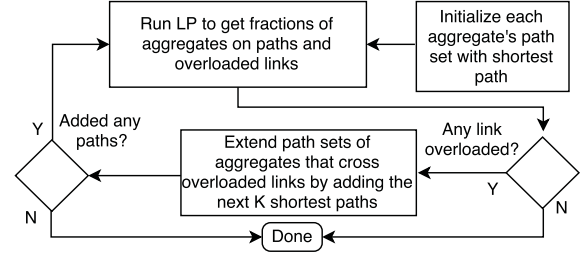 Run LP to get fractions of
aggregates on paths and
overloaded links
Initialize each
aggregate's path
set with shortest
path
Added any
paths?
Y
N
Extend path sets of
aggregates that cross
overloaded links by adding the
next K shortest paths
Any link
overloaded?
Y
N
Done